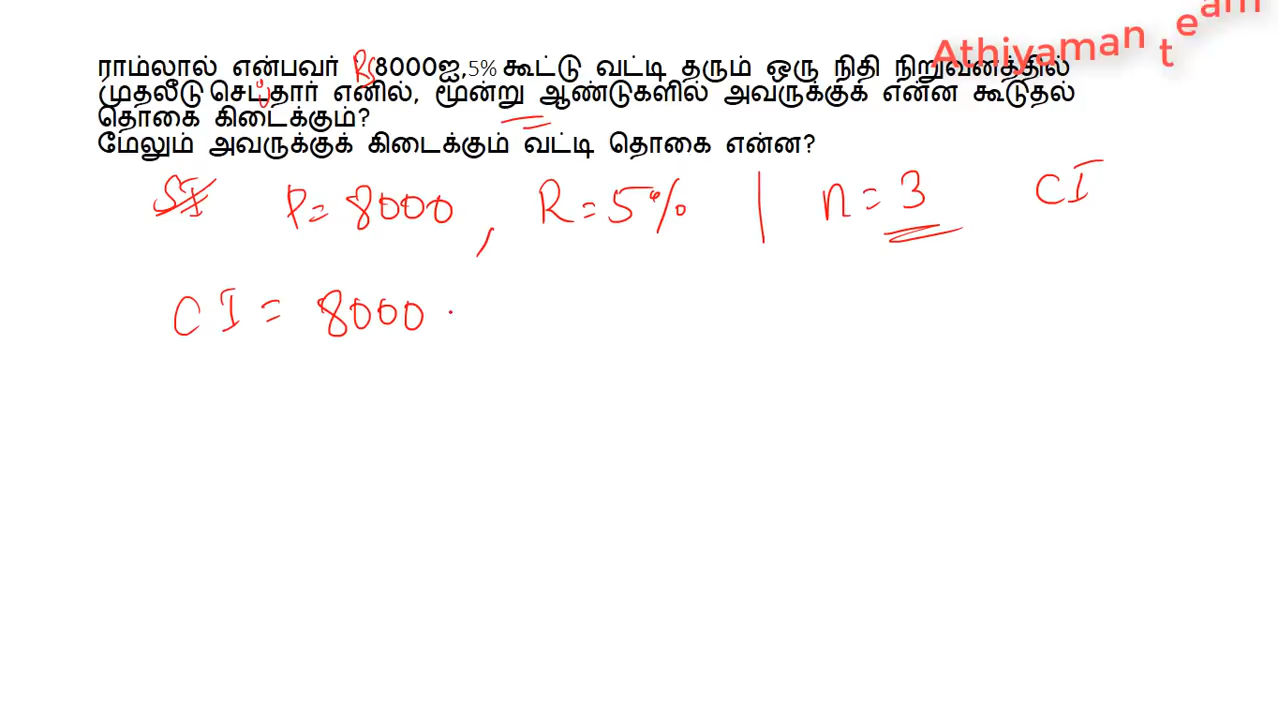 Athiyaman team
ராம்லால் என்பவர் Rs 8000ஐ,5% கூட்டு வட்டி தரும் ஒரு நிதி நிறுவனத்தில்
முதலீடு செய்தார் எனில், மூன்று ஆண்டுகளில் அவருக்குக் என்ன கூடுதல்
தொகை கிடைக்கும்?
மேலும் அவருக்குக் கிடைக்கும் வட்டி தொகை என்ன?
SI P= 8000, R=5% | n=3 CI
CI = 8000